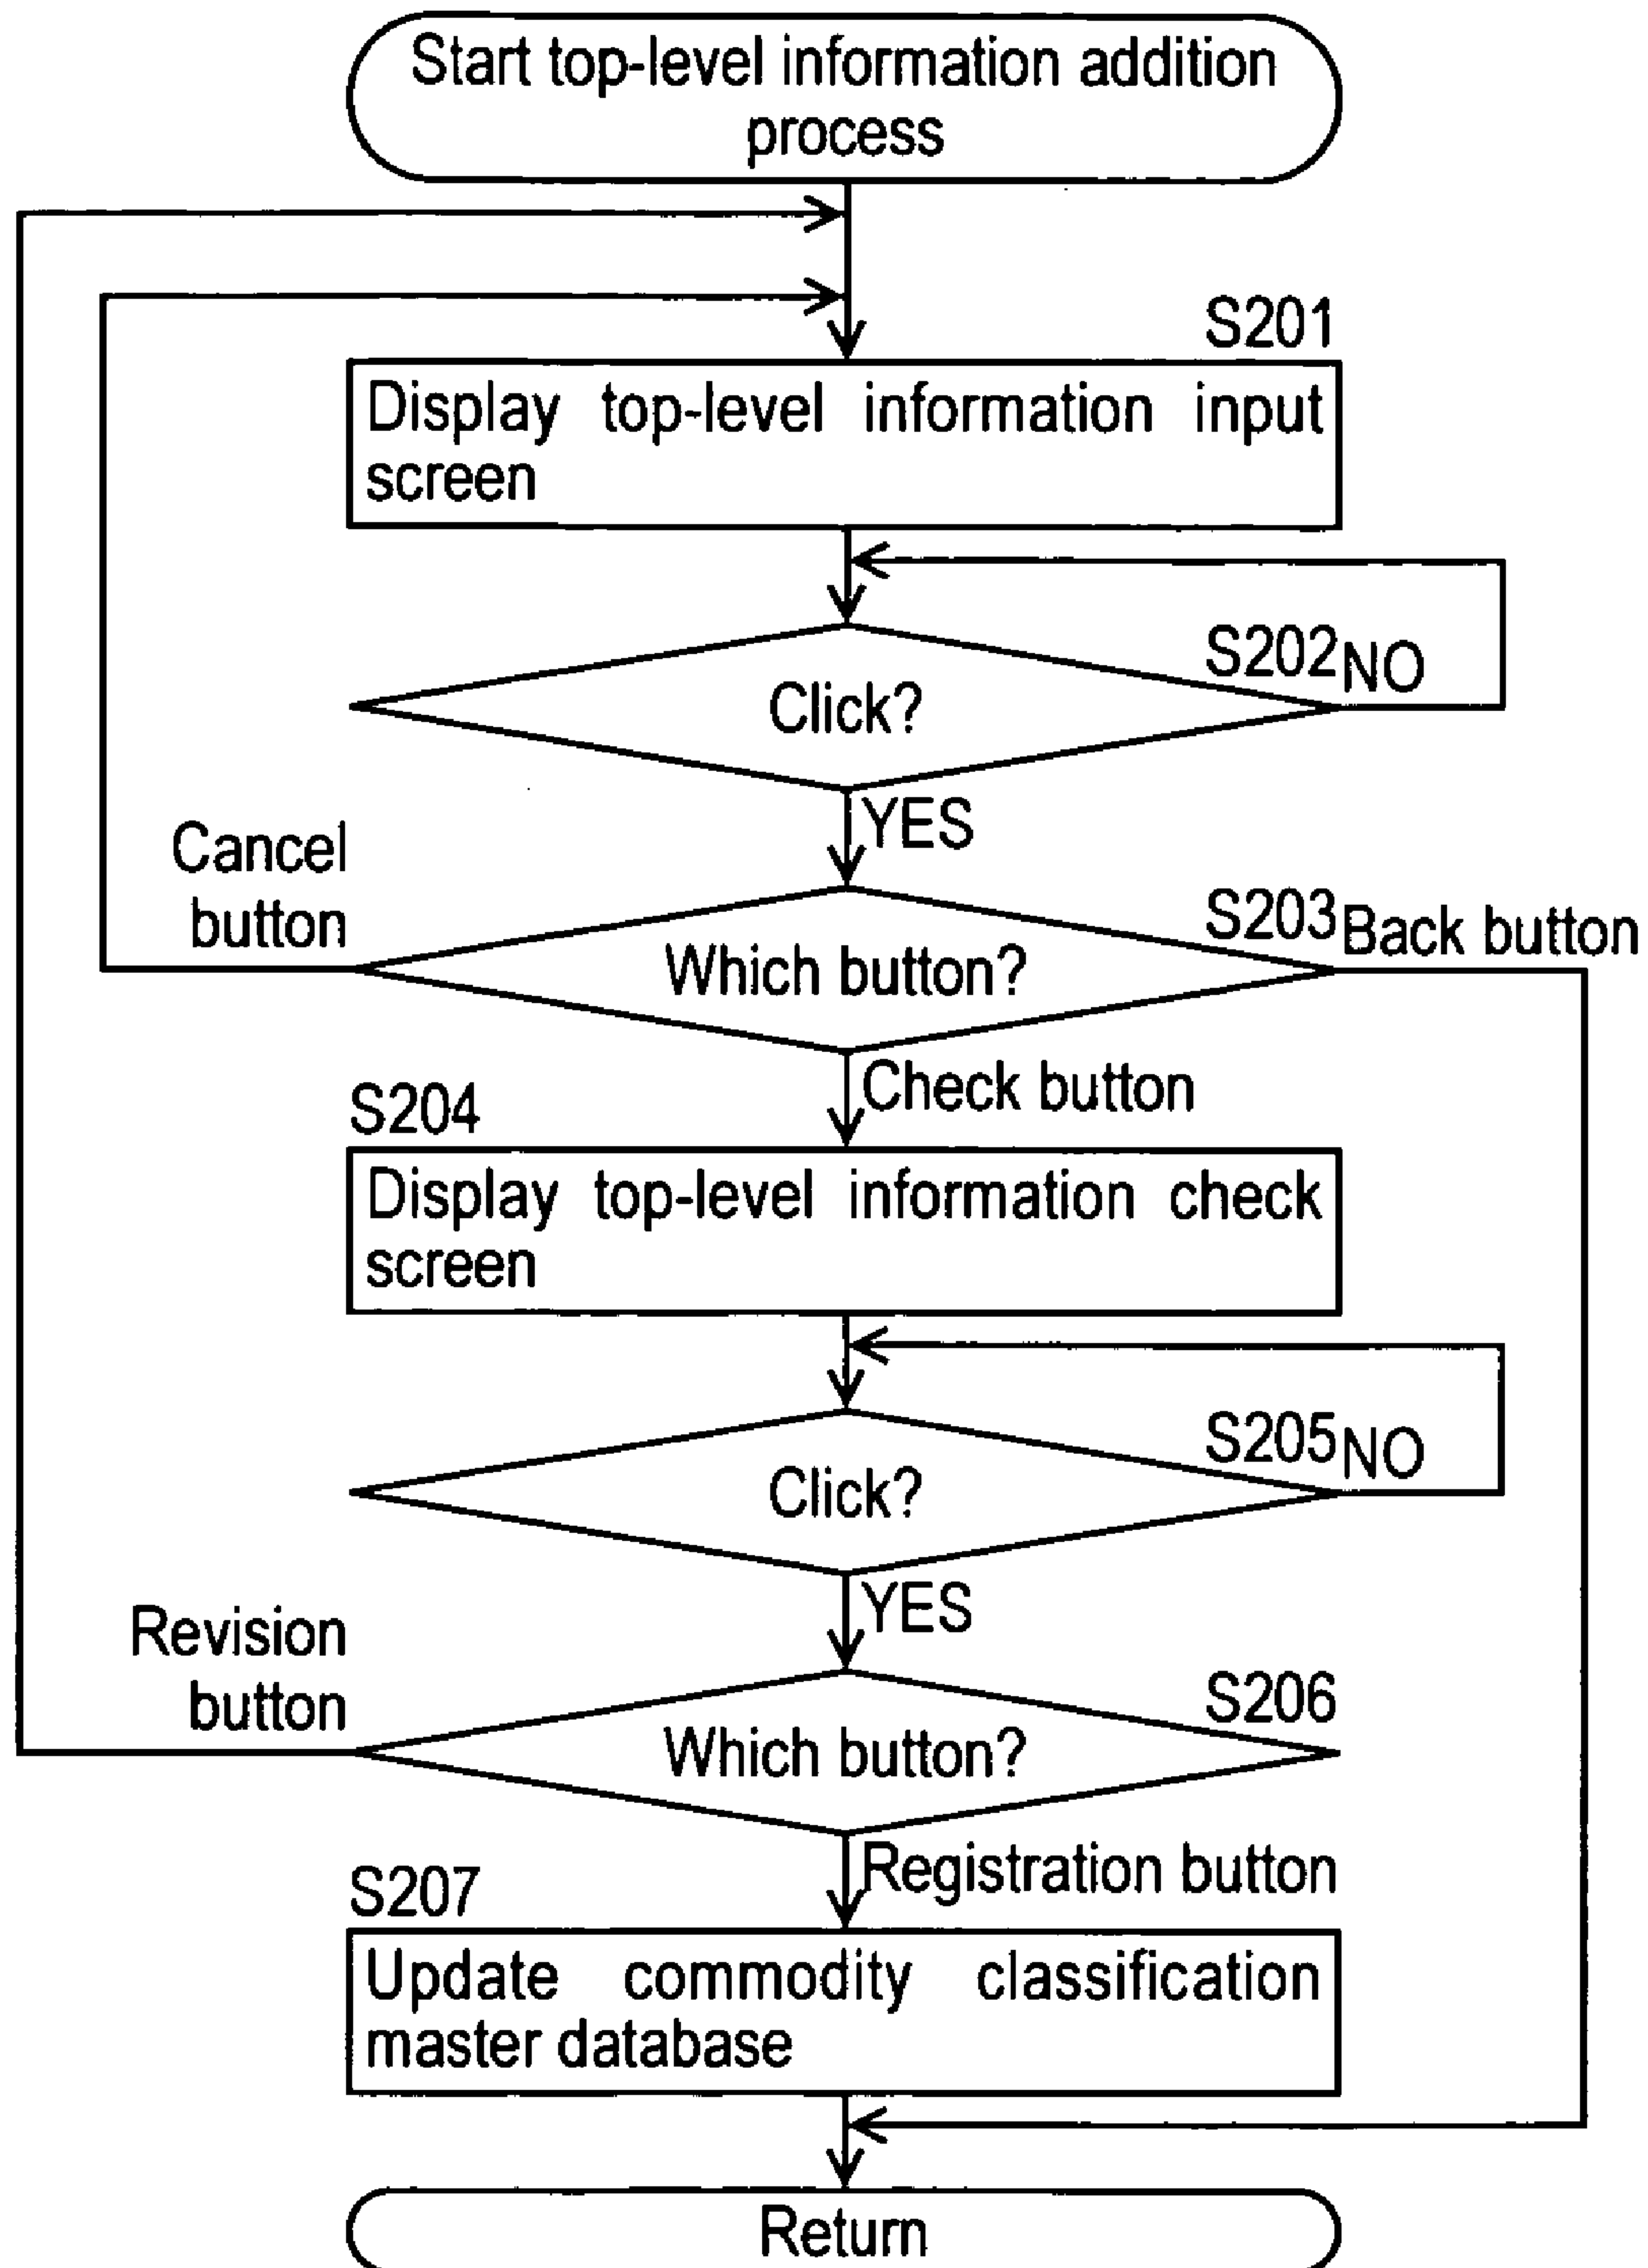 Start top-level information addition
process
S201
Display top-level information input
screen
S202
NO
Click?
YES
Cancel
button
S203
Back button
Which button?
Check button
S204
Display top-level information check
screen
S205
NO
Click?
YES
Revision
button
S206
Which button?
Registration button
S207
Update commodity classification
master database
Return